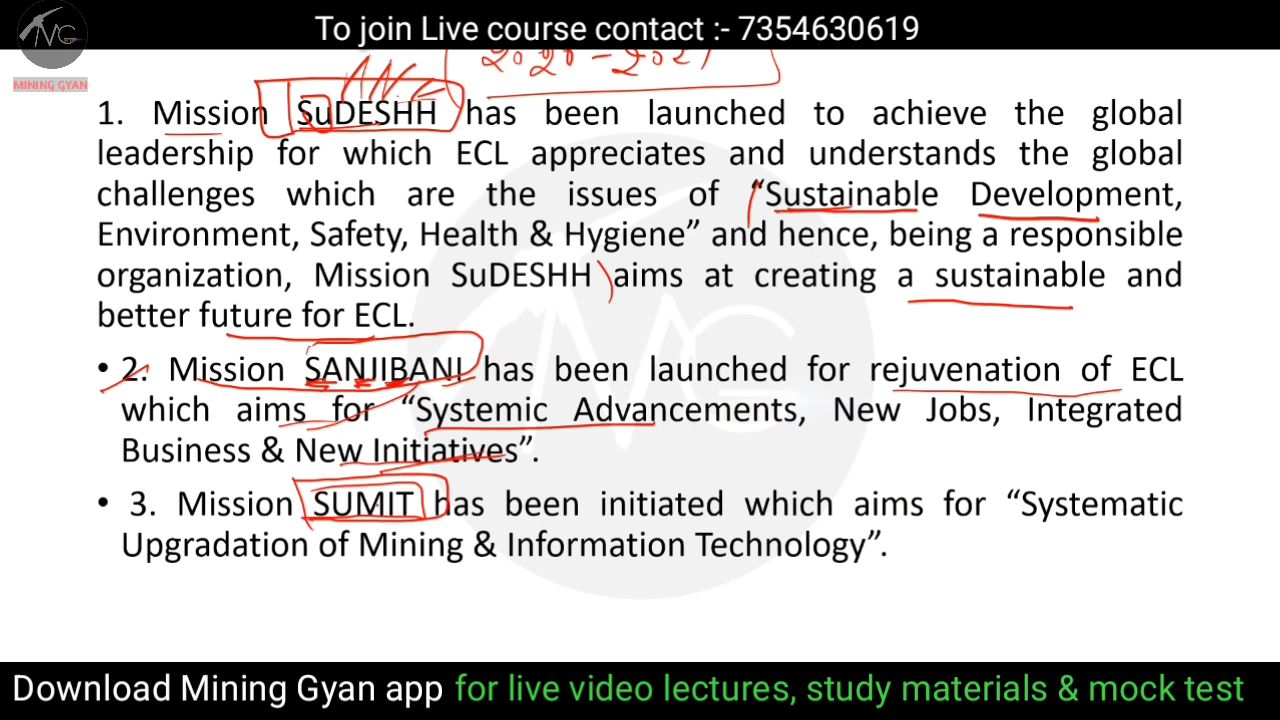 To join Live course contact :- 7354630619
MG
MINING GYAN
2020-2021
1. Mission SuDESHH has been launched to achieve the global
leadership for which ECL appreciates and understands the global
challenges which are the issues of “Sustainable Development,
Environment, Safety, Health & Hygiene” and hence, being a responsible
organization, Mission SuDESHH aims at creating a sustainable and
better future for ECL.
• 2. Mission SANJIBANI has been launched for rejuvenation of ECL
which aims for “Systemic Advancements, New Jobs, Integrated
Business & New Initiatives”.
• 3. Mission SUMIT has been initiated which aims for “Systematic
Upgradation of Mining & Information Technology”.
MG
Download Mining Gyan app for live video lectures, study materials & mock test